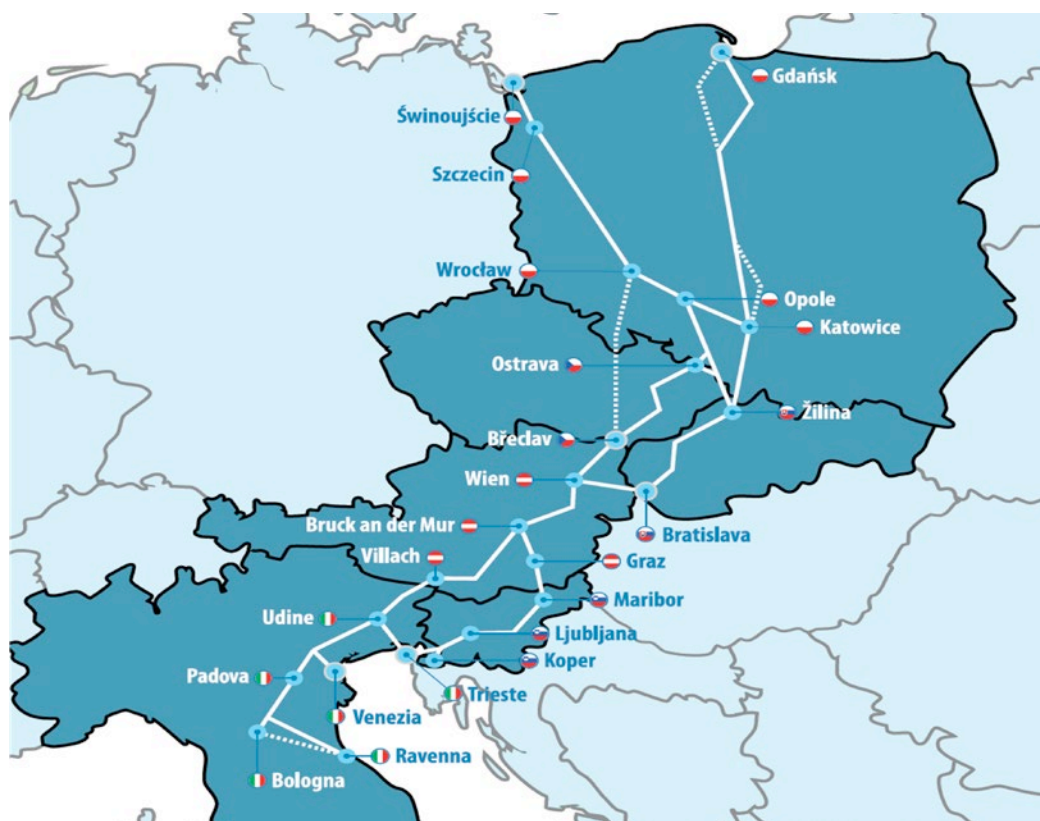 Gdańsk
Świnoujście
Szczecin
Wrocław
Opole
Katowice
Ostrava
Žilina
Břeclav
Wien
Bruck an der Mur
Bratislava
Villach
Graz
Maribor
Udine
Ljubljana
Koper
Padova
Trieste
Venezia
Ravenna
Bologna